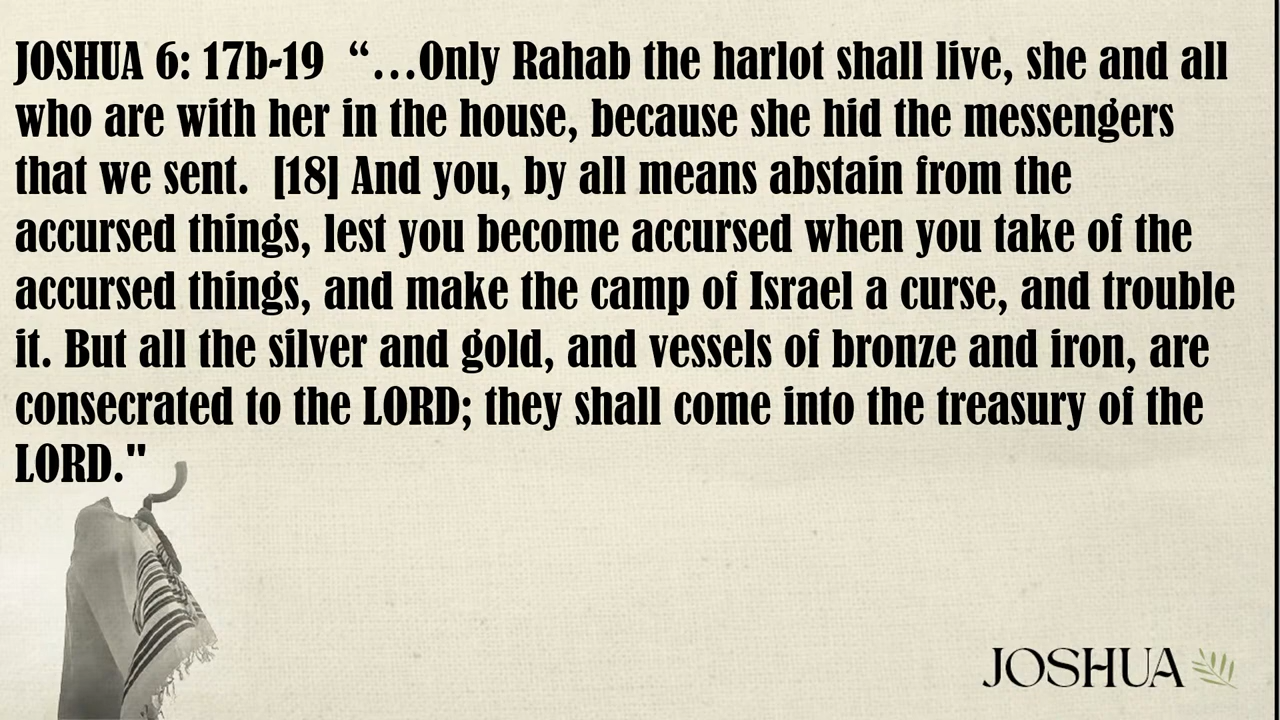 JOSHUA 6: 17b-19  “…Only Rahab the harlot shall live, she and all
who are with her in the house, because she hid the messengers
that we sent.  [18] And you, by all means abstain from the
accursed things, lest you become accursed when you take of the
accursed things, and make the camp of Israel a curse, and trouble
it. But all the silver and gold, and vessels of bronze and iron, are
consecrated to the LORD; they shall come into the treasury of the
LORD."
JOSHUA